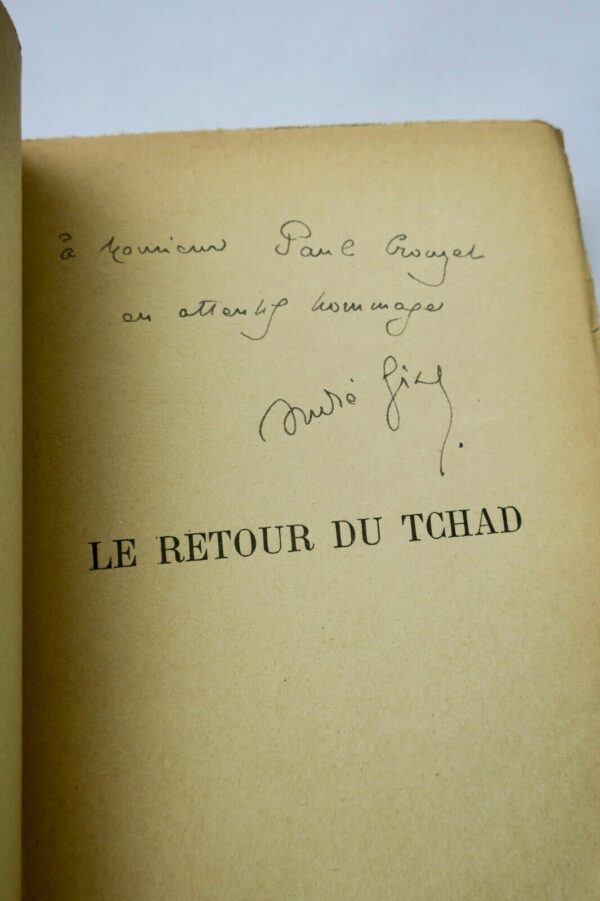 à Monsieur Paul Crouzet
en attentif hommage
André Gide.
LE RETOUR DU TCHAD